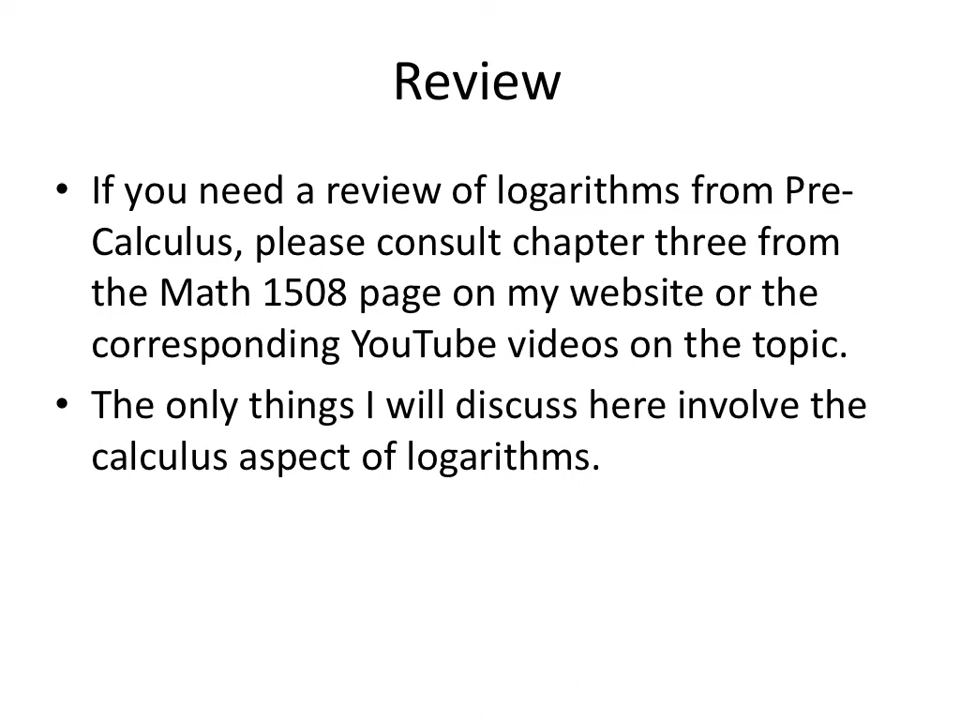 Review
• If you need a review of logarithms from Pre-
Calculus, please consult chapter three from
the Math 1508 page on my website or the
corresponding YouTube videos on the topic.
• The only things I will discuss here involve the
calculus aspect of logarithms.